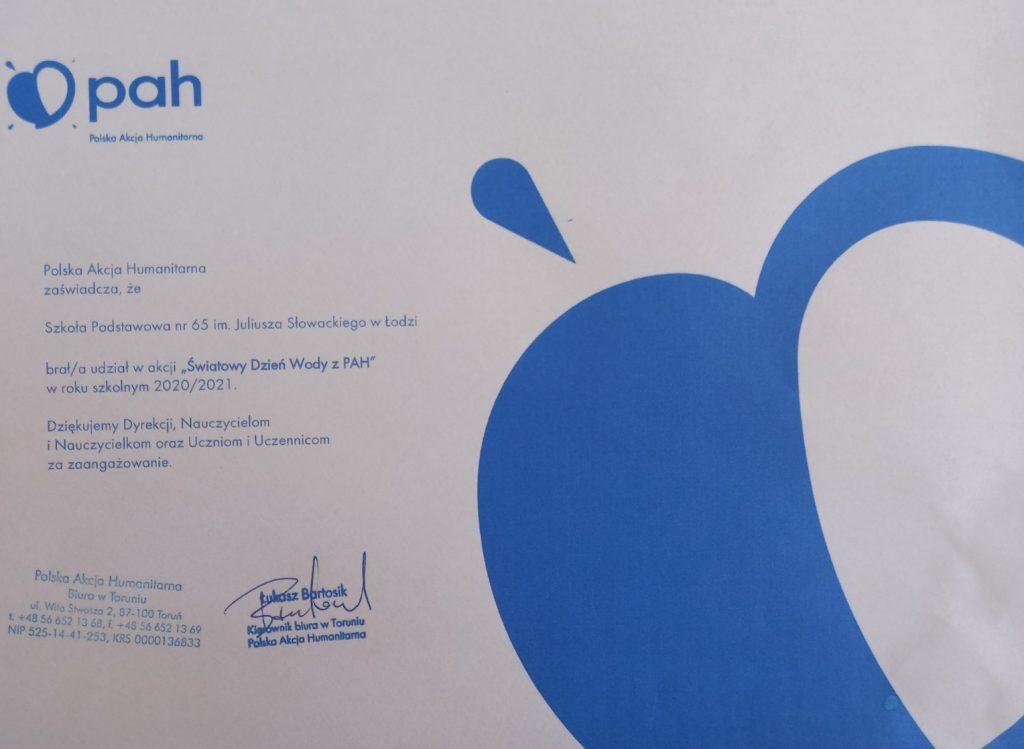 pah
Polska Akcja Humanitarna
Polska Akcja Humanitarna
zaświadcza, że
Szkoła Podstawowa nr 65 im. Juliusza Słowackiego w Łodzi
brał/a udział w akcji „Światowy Dzień Wody z PAH"
w roku szkolnym 2020/2021.
Dziękujemy Dyrekcji, Nauczycielom
i Nauczycielkom oraz Uczniom i Uczennicom
za zaangażowanie.
Polska Akcja Humanitarna
Biuro w Toruniu
ul. Wita Stwosza 2, 87-100 Toruń
t. +48 56 652 13 68, f. +48 56 652 13 69
NIP 525-14-41-253, KRS 0000136833
Łukasz Bartosik
Kierownik biura w Toruniu
Polska Akcja Humanitarna